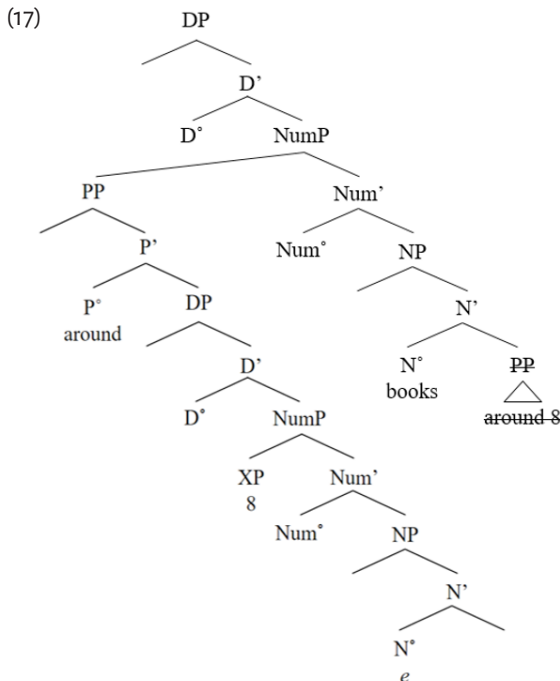 (17)
DP
D'
D° NumP
PP Num'
P' Num° NP
P° DP N'
around
D' N° PP
books
D° NumP around 8
XP Num'
8
Num° NP
N'
N°
e